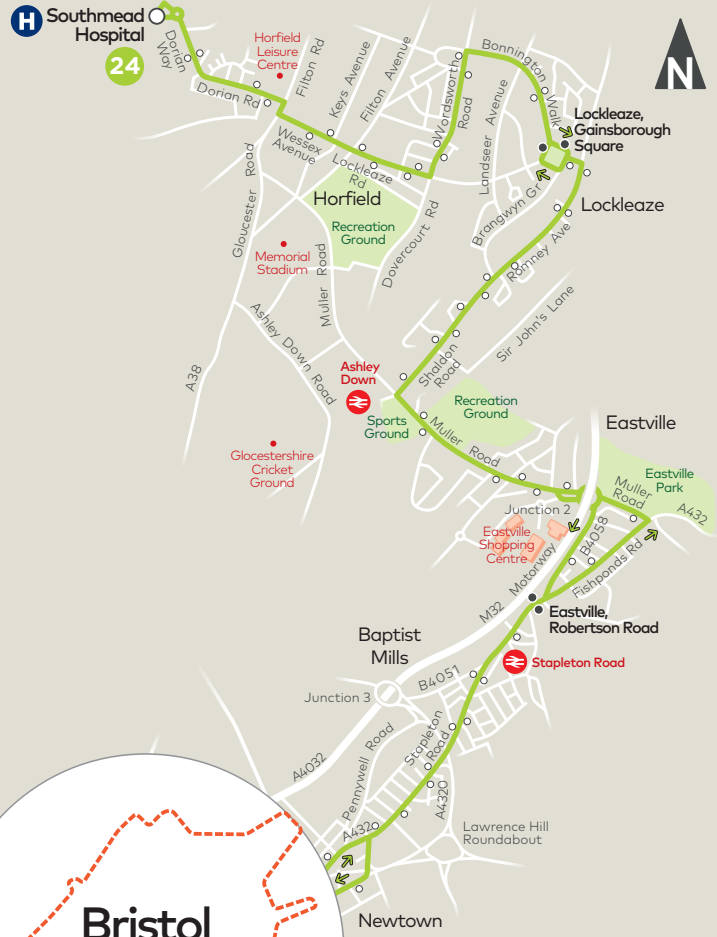 H Southmead
Hospital
24
Dorian
Way
Dorian Rd
Horfield
Leisure
Centre
Filton Rd
Keys Avenue
Filton Avenue
Wordsworth
Road
Bonnington
Walk
N
Lockleaze,
Gainsborough
Square
Wessex
Avenue
Lockleaze
Rd
Landseer Avenue
Brangwyn Gr
Lockleaze
Gloucester Road
Horfield
Recreation
Ground
Dovercourt Rd
Romney Ave
Memorial
Stadium
Muller Road
Ashley Down Road
Sir John's Lane
A38
Ashley
Down
Shaldon
Road
Sports
Ground
Recreation
Ground
Muller Road
Eastville
Glocestershire
Cricket
Ground
Eastville
Park
Muller
Road
A432
Junction 2
Eastville
Shopping
Centre
B4058
Fishponds Rd
M32 Motorway
Eastville,
Robertson Road
Baptist
Mills
Stapleton Road
B4051
Junction 3
Stapleton
Road
Pennywell Road
A4032
A4320
A432
Lawrence Hill
Roundabout
Newtown
Bristol